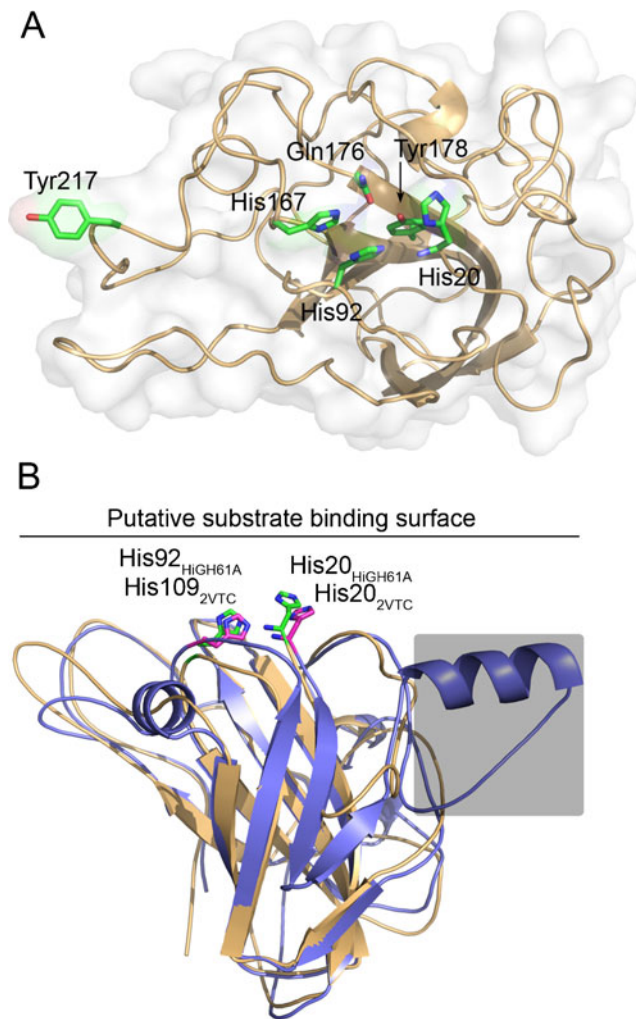 A
Gln176 Tyr178
Tyr217
His167
His20
His92
B
Putative substrate binding surface
His92HiGH61A His20HiGH61A
His1092VTC His202VTC